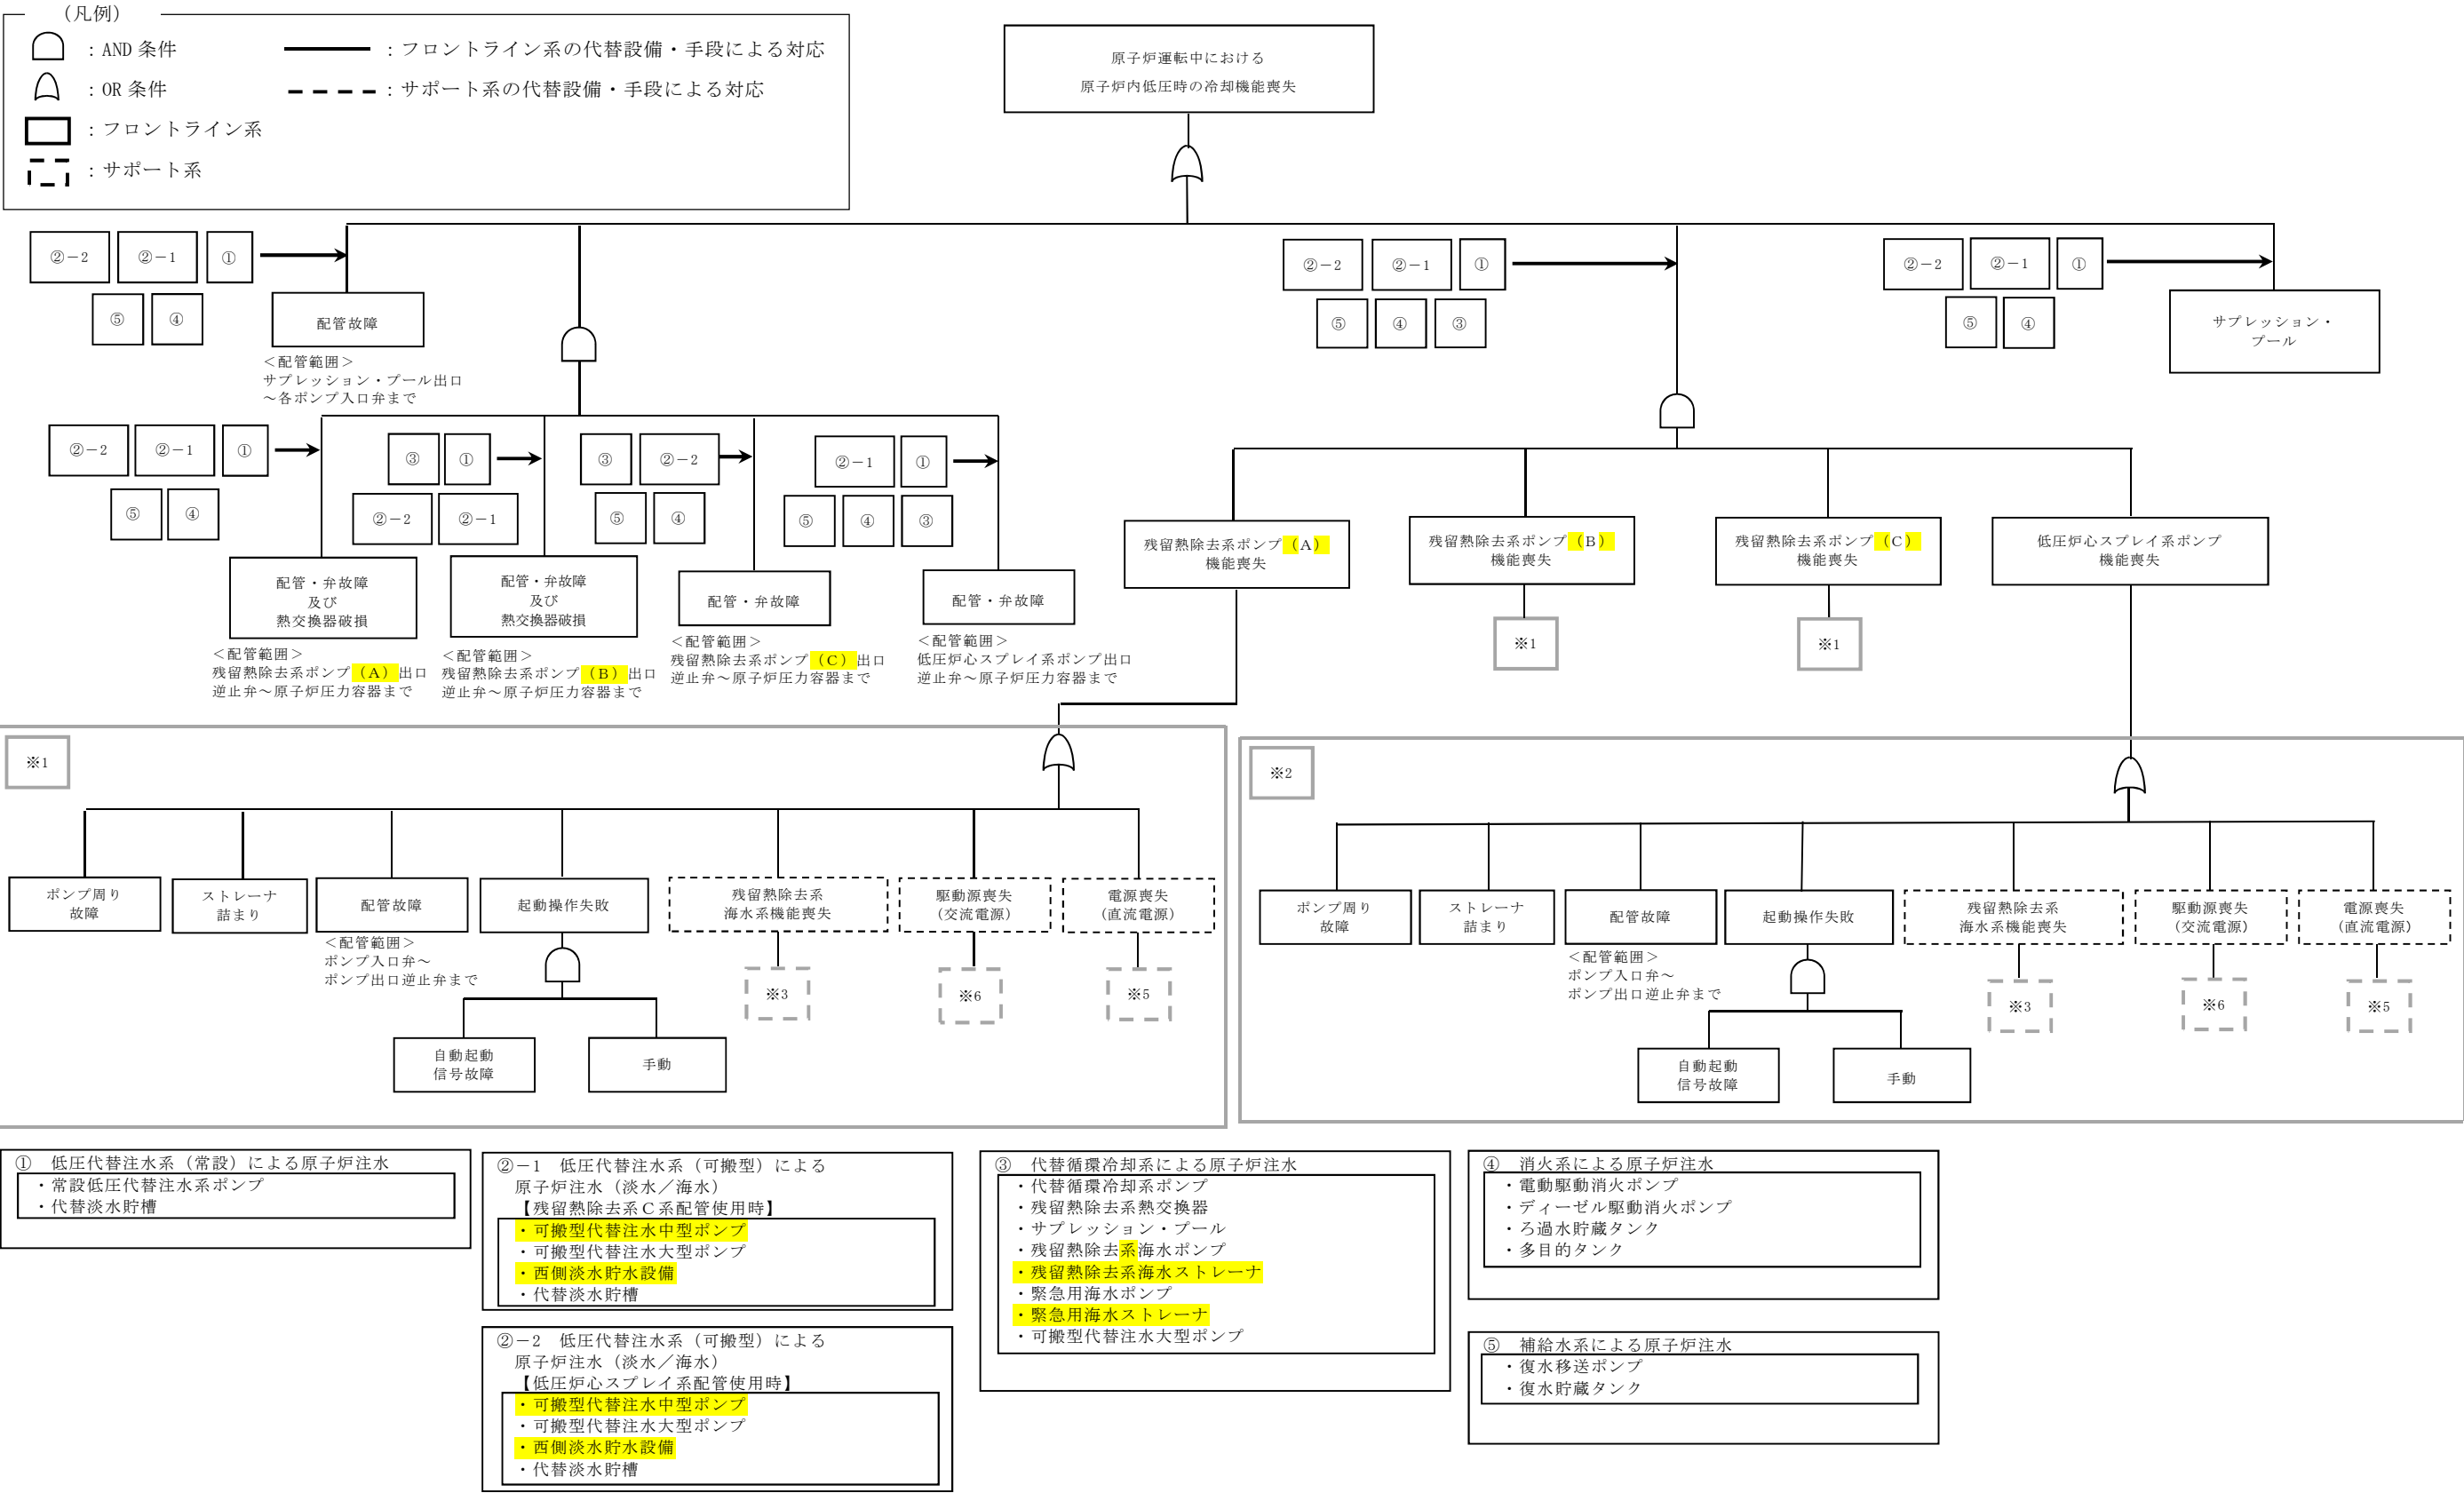 （凡例）
：AND 条件
：フロントライン系の代替設備・手段による対応
：OR 条件
：サポート系の代替設備・手段による対応
：フロントライン系
：サポート系
原子炉運転中における
原子炉内低圧時の冷却機能喪失
②－2
②－1
①
⑤
④
配管故障
＜配管範囲＞
サプレッション・プール出口
～各ポンプ入口弁まで
②－2
②－1
①
⑤
④
③
②－2
②－1
①
⑤
④
サプレッション・
プール
②－2
②－1
①
⑤
④
配管・弁故障
及び
熱交換器破損
＜配管範囲＞
残留熱除去系ポンプ（A）出口
逆止弁～原子炉圧力容器まで
③
①
②－2
②－1
配管・弁故障
及び
熱交換器破損
＜配管範囲＞
残留熱除去系ポンプ（B）出口
逆止弁～原子炉圧力容器まで
③
②－2
⑤
④
配管・弁故障
＜配管範囲＞
残留熱除去系ポンプ（C）出口
逆止弁～原子炉圧力容器まで
②－1
①
⑤
④
③
配管・弁故障
＜配管範囲＞
低圧炉心スプレイ系ポンプ出口
逆止弁～原子炉圧力容器まで
残留熱除去系ポンプ（A）
機能喪失
残留熱除去系ポンプ（B）
機能喪失
※1
残留熱除去系ポンプ（C）
機能喪失
※1
低圧炉心スプレイ系ポンプ
機能喪失
※1
ポンプ周り
故障
ストレーナ
詰まり
配管故障
＜配管範囲＞
ポンプ入口弁～
ポンプ出口逆止弁まで
起動操作失敗
自動起動
信号故障
手動
残留熱除去系
海水系機能喪失
※3
駆動源喪失
（交流電源）
※6
電源喪失
（直流電源）
※5
※2
ポンプ周り
故障
ストレーナ
詰まり
配管故障
＜配管範囲＞
ポンプ入口弁～
ポンプ出口逆止弁まで
起動操作失敗
自動起動
信号故障
手動
残留熱除去系
海水系機能喪失
※3
駆動源喪失
（交流電源）
※6
電源喪失
（直流電源）
※5
①　低圧代替注水系（常設）による原子炉注水
・常設低圧代替注水系ポンプ
・代替淡水貯槽
②－1　低圧代替注水系（可搬型）による
原子炉注水（淡水／海水）
【残留熱除去系Ｃ系配管使用時】
・可搬型代替注水中型ポンプ
・可搬型代替注水大型ポンプ
・西側淡水貯水設備
・代替淡水貯槽
②－2　低圧代替注水系（可搬型）による
原子炉注水（淡水／海水）
【低圧炉心スプレイ系配管使用時】
・可搬型代替注水中型ポンプ
・可搬型代替注水大型ポンプ
・西側淡水貯水設備
・代替淡水貯槽
③　代替循環冷却系による原子炉注水
・代替循環冷却系ポンプ
・残留熱除去系熱交換器
・サプレッション・プール
・残留熱除去系海水ポンプ
・残留熱除去系海水ストレーナ
・緊急用海水ポンプ
・緊急用海水ストレーナ
・可搬型代替注水大型ポンプ
④　消火系による原子炉注水
・電動駆動消火ポンプ
・ディーゼル駆動消火ポンプ
・ろ過水貯蔵タンク
・多目的タンク
⑤　補給水系による原子炉注水
・復水移送ポンプ
・復水貯蔵タンク